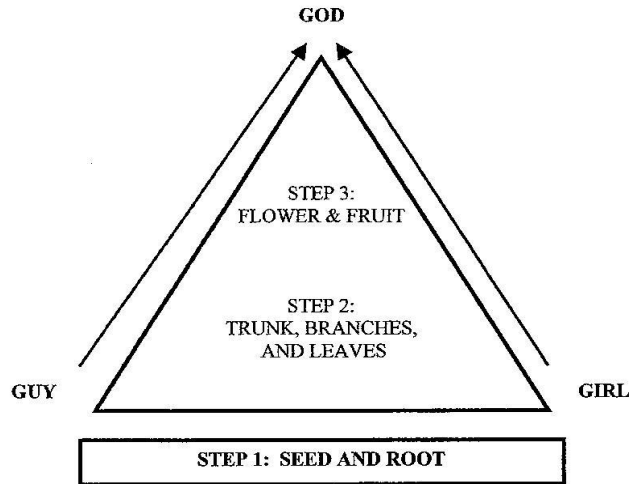 GOD
STEP 3:
FLOWER & FRUIT
STEP 2:
TRUNK, BRANCHES,
AND LEAVES
GUY
GIRL
STEP 1: SEED AND ROOT